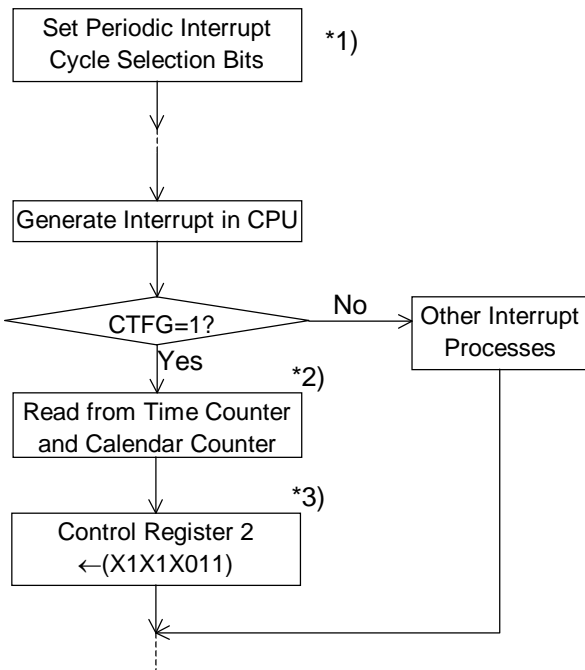 Set Periodic Interrupt
Cycle Selection Bits
*1)
Generate Interrupt in CPU
CTFG=1?
No
Other Interrupt
Processes
Yes
*2)
Read from Time Counter
and Calendar Counter
*3)
Control Register 2
←(X1X1X011)